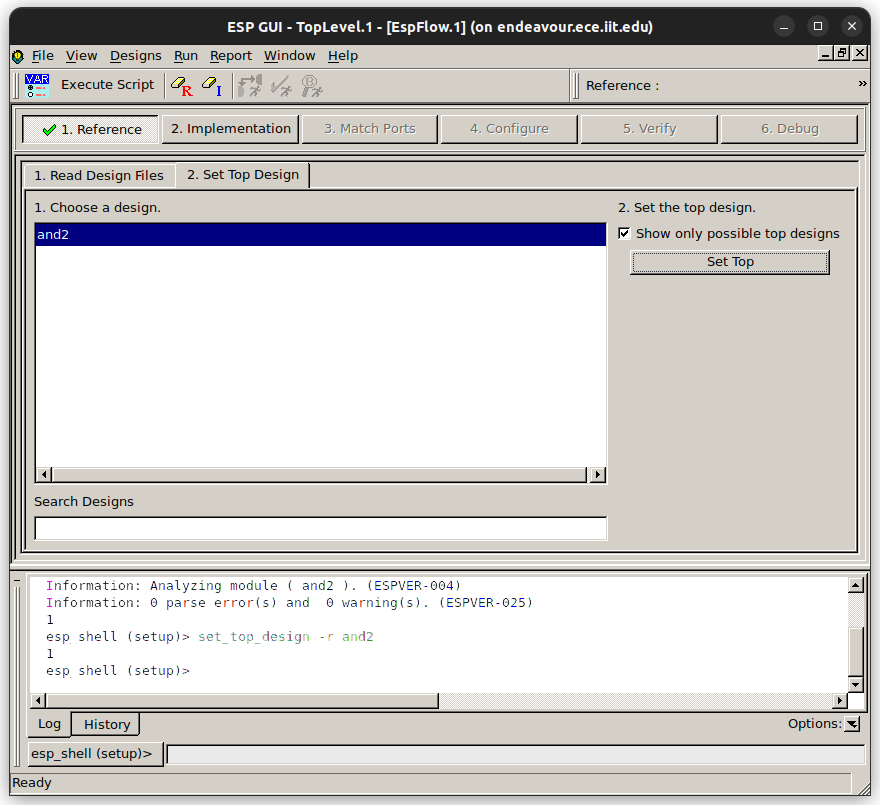 ESP GUI - TopLevel.1 - [EspFlow.1] (on endeavour.ece.iit.edu)
File View Designs Run Report Window Help
VAR Execute Script R I B Reference : »
1. Reference 2. Implementation 3. Match Ports 4. Configure 5. Verify 6. Debug
1. Read Design Files 2. Set Top Design
1. Choose a design. 2. Set the top design.
and2
Show only possible top designs
Set Top
Search Designs
Information: Analyzing module ( and2 ). (ESPVER-004)
Information: 0 parse error(s) and  0 warning(s). (ESPVER-025)
1
esp_shell (setup)> set_top_design -r and2
1
esp_shell (setup)>
Log History Options:
esp_shell (setup)>
Ready